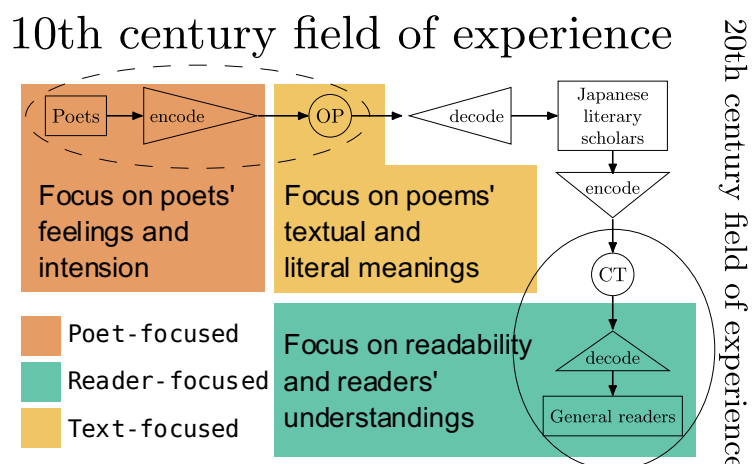 10th century field of experience
20th century field of experience
Poets
encode
OP
decode
Japanese
literary
scholars
Focus on poets'
feelings and
intension
Focus on poems'
textual and
literal meanings
encode
CT
Poet-focused
Reader-focused
Text-focused
Focus on readability
and readers'
understandings
decode
General readers